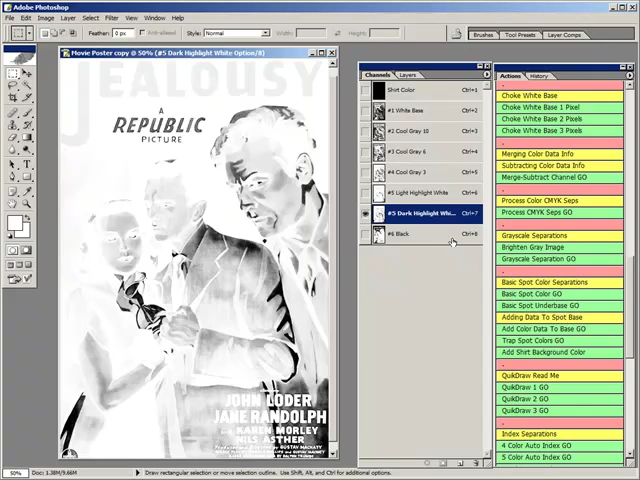 Adobe Photoshop
File Edit Image Layer Select Filter View Window Help
Feather: 0 px Anti-aliased Style: Normal Width: Height:
Brushes Tool Presets Layer Comps
Movie Poster copy @ 50% (#5 Dark Highlight White Option/8)
JEALOUSY
A
REPUBLIC
PICTURE
JOHN LODER
JANE RANDOLPH
KAREN MORLEY
NILS ASTHER
Channels Layers
Shirt Color Ctrl+1
#1 White Base Ctrl+2
#2 Cool Gray 10 Ctrl+3
#3 Cool Gray 6 Ctrl+4
#4 Cool Gray 3 Ctrl+5
#5 Light Highlight White Ctrl+6
#5 Dark Highlight Whi... Ctrl+7
#6 Black Ctrl+8
Actions History
Choke White Base
Choke White Base 1 Pixel
Choke White Base 2 Pixels
Choke White Base 3 Pixels
.
Merging Color Data Info
Subtracting Color Data Info
Merge-Subtract Channel GO
.
Process Color CMYK Seps
Process CMYK Seps GO
.
Grayscale Separations
Brighten Gray Image
Grayscale Separation GO
.
Basic Spot Color Separations
Basic Spot Color GO
Basic Spot Underbase GO
Adding Data To Spot Base
Add Color Data To Base GO
Trap Spot Colors GO
Add Shirt Background Color
.
QuikDraw Read Me
QuikDraw 1 GO
QuikDraw 2 GO
QuikDraw 3 GO
.
Index Separations
4 Color Auto Index GO
5 Color Auto Index GO
50% Doc: 1.38M/9.66M Draw rectangular selection or move selection outline. Use Shift, Alt, and Ctrl for additional options.